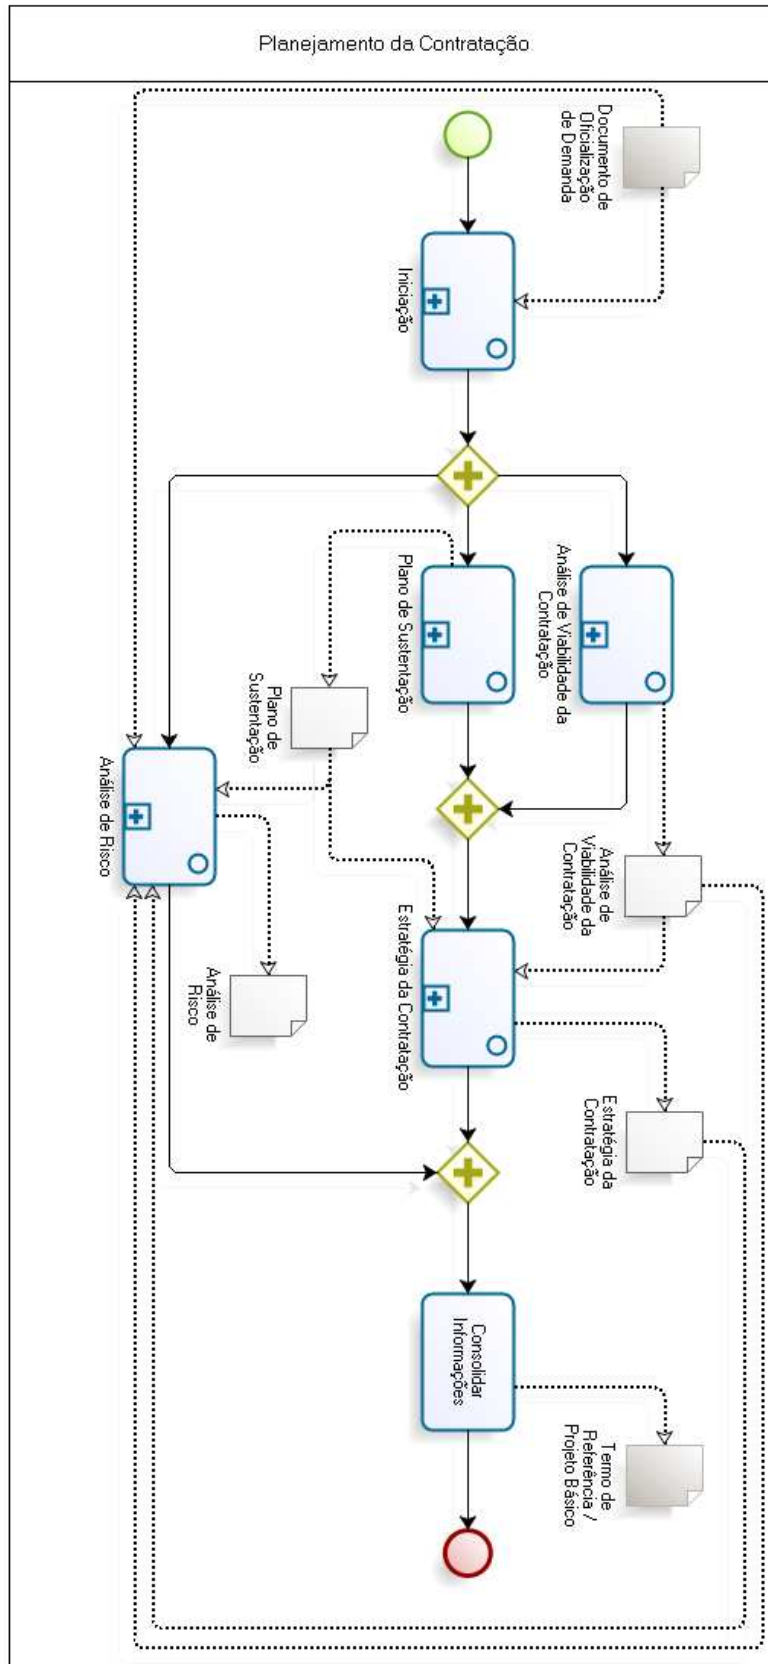 Planejamento da Contratação
Documento de
Oficialização
de Demanda
Iniciação
Análise de Viabilidade da
Contratação
Plano de Sustentação
Plano de
Sustentação
Análise de Risco
Análise de
Viabilidade da
Contratação
Estratégia da Contratação
Análise de
Risco
Estratégia da
Contratação
Consolidar
Informações
Termo de
Referência /
Projeto Básico